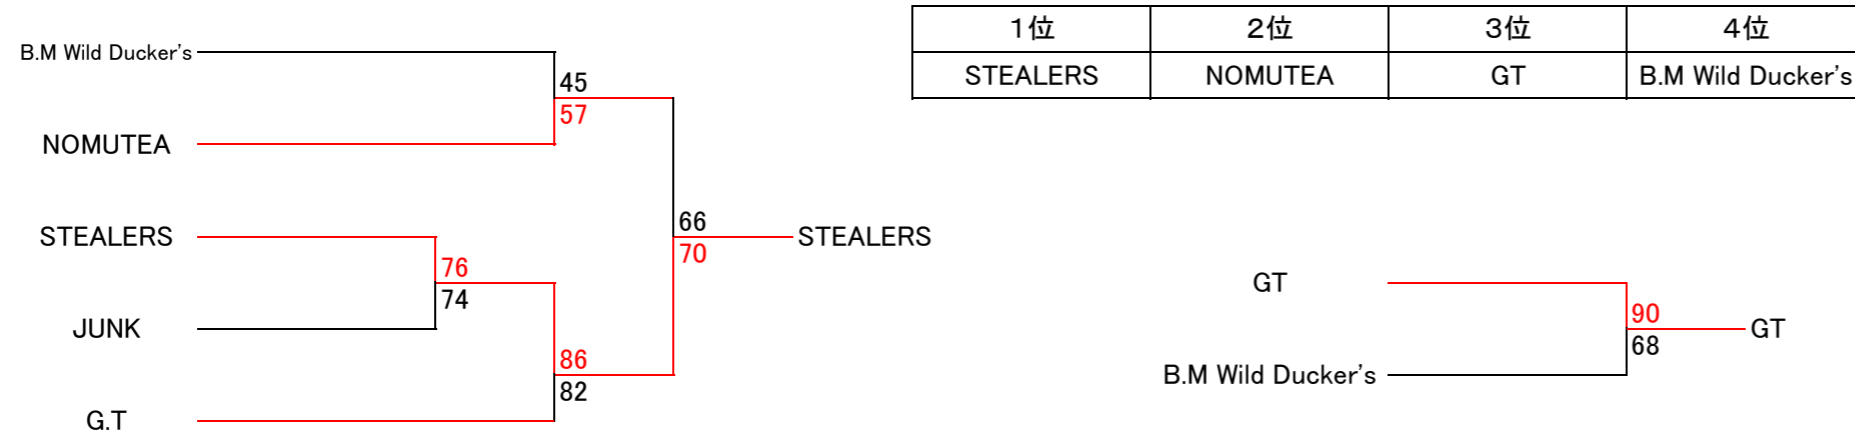 1位 2位 3位 4位
STEALERS NOMUTEA GT B.M Wild Ducker's
B.M Wild Ducker's
45
57
NOMUTEA
STEALERS
76
74
JUNK
86
82
G.T
66
70
STEALERS
GT
90
68
GT
B.M Wild Ducker's